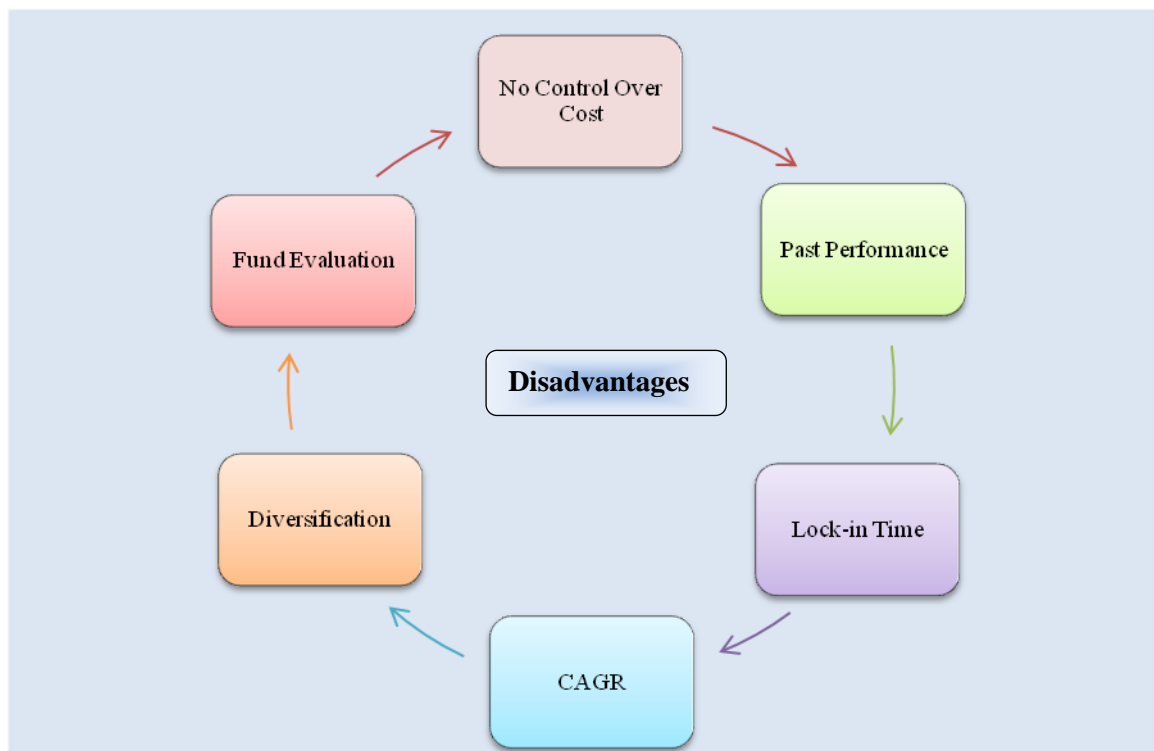 No Control Over
Cost
Past Performance
Lock-in Time
CAGR
Diversification
Fund Evaluation
Disadvantages